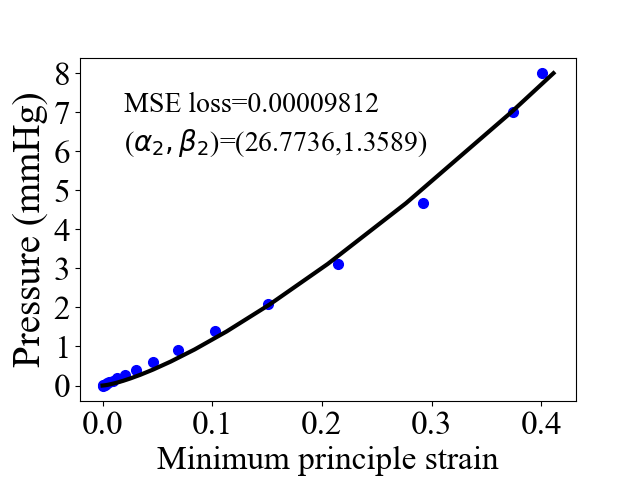 MSE loss=0.00009812
(α₂,β₂)=(26.7736,1.3589)
Pressure (mmHg)
8
7
6
5
4
3
2
1
0
0.0 0.1 0.2 0.3 0.4
Minimum principle strain